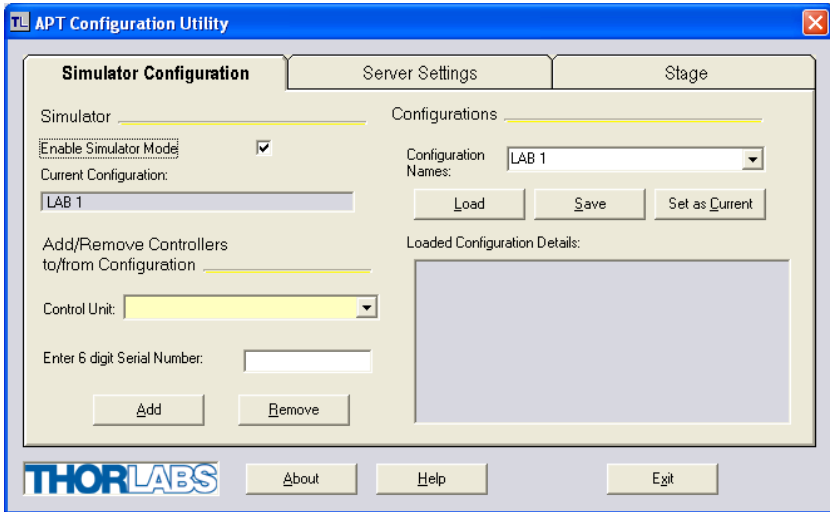 TL APT Configuration Utility
Simulator Configuration
Server Settings
Stage
Simulator
Enable Simulator Mode
Current Configuration:
LAB 1
Add/Remove Controllers
to/from Configuration
Control Unit:
Enter 6 digit Serial Number:
Add
Remove
Configurations
Configuration
Names:
LAB 1
Load
Save
Set as Current
Loaded Configuration Details:
THORLABS
About
Help
Exit